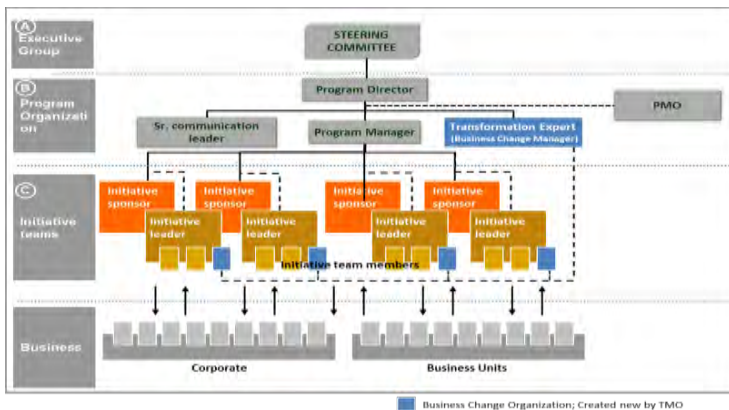 A
Executive
Group
STEERING
COMMITTEE
B
Program
Organizati
on
Program Director
PMO
Sr. communication
leader
Program Manager
Transformation Expert
(Business Change Manager)
C
Initiative
teams
Initiative
sponsor
Initiative
sponsor
Initiative
sponsor
Initiative
sponsor
Initiative
leader
Initiative
leader
Initiative
leader
Initiative
leader
Initiative team members
Business
Corporate
Business Units
Business Change Organization; Created new by TMO